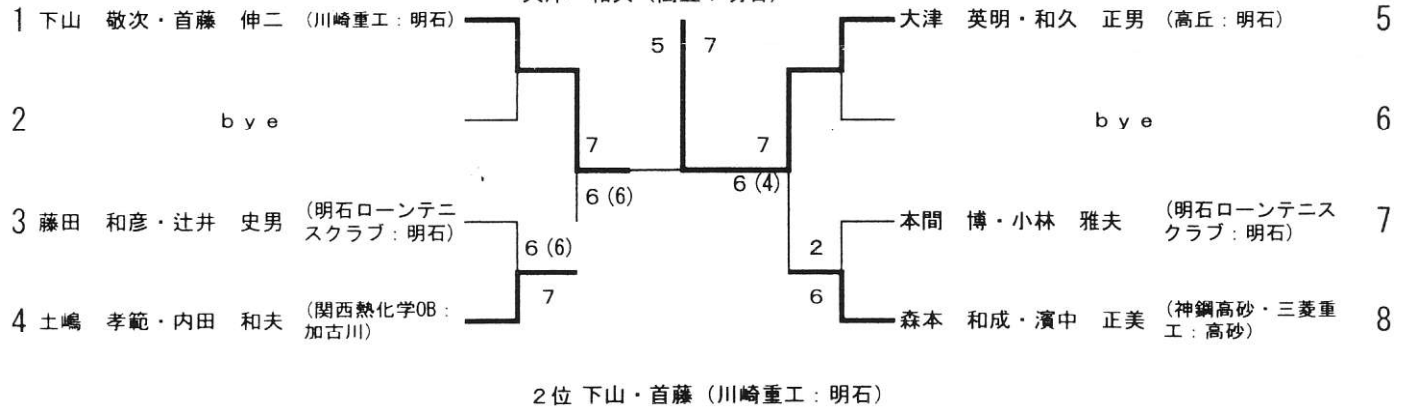 1 下山 敬次・首藤 伸二 (川崎重工:明石)
2 bye
3 藤田 和彦・辻井 史男 (明石ローンテニ
スクラブ:明石)
4 土嶋 孝範・内田 和夫 (関西熱化学OB:
加古川)
7
6(6)
6(6)
7
5 7
7
6(4)
2
6
大津 英明・和久 正男 (高丘:明石) 5
bye 6
本間 博・小林 雅夫 (明石ローンテニス
クラブ:明石) 7
森本 和成・濱中 正美 (神鋼高砂・三菱重
工:高砂) 8
2位 下山・首藤 (川崎重工:明石)